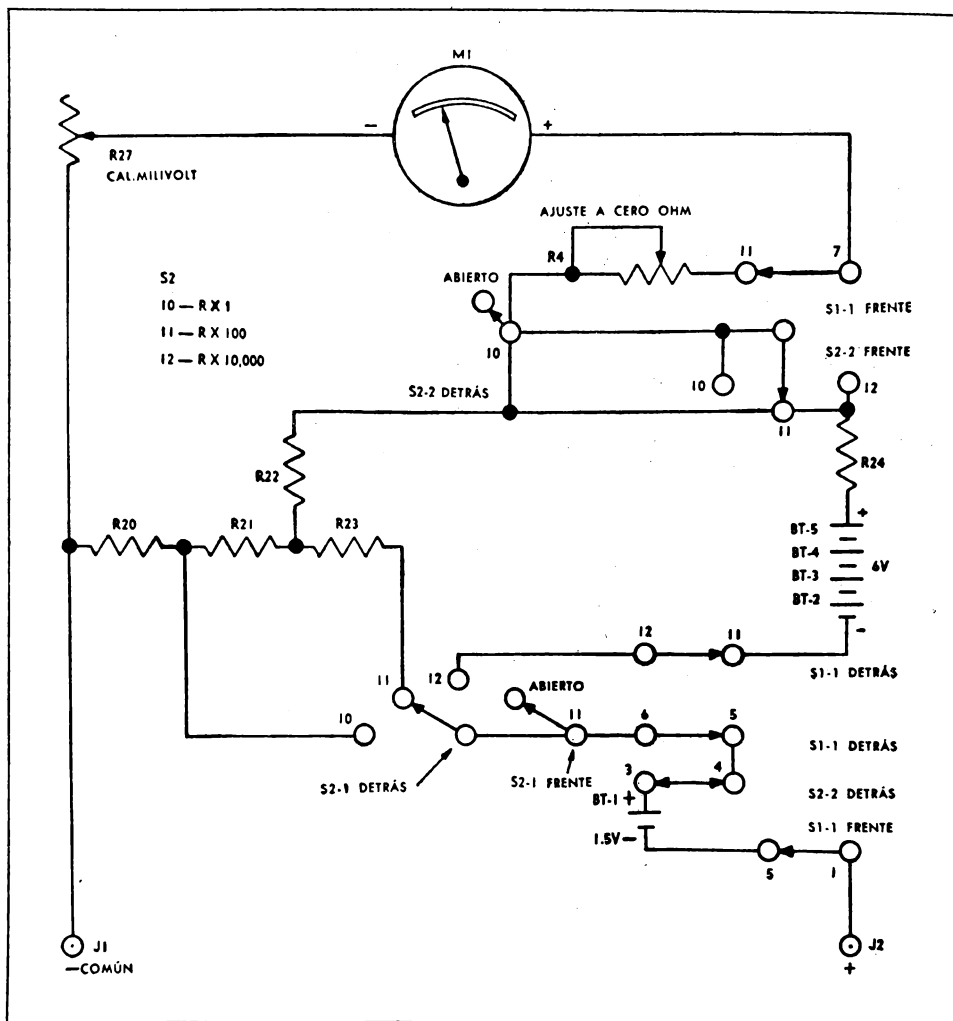 M1
−
+
R27
CAL. MILIVOLT
AJUSTE A CERO OHM
R4
11
7
S2
10 — R X 1
11 — R X 100
12 — R X 10,000
ABIERTO
S1-1 FRENTE
10
10
S2-2 FRENTE
12
S2-2 DETRÁS
11
R22
R24
R20
R21
R23
+
BT-5
BT-4
6V
BT-3
BT-2
−
12
11
S1-1 DETRÁS
11
12
ABIERTO
10
11
6
5
S1-1 DETRÁS
S2-1 DETRÁS
S2-1 FRENTE
3
4
BT-1
+
S2-2 DETRÁS
1.5V −
S1-1 FRENTE
5
1
J1
—COMÚN
J2
+